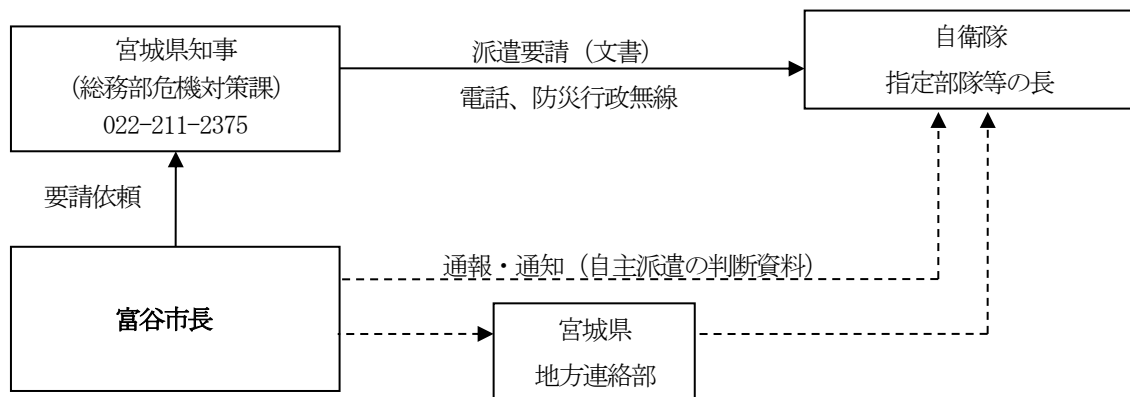 宮城県知事
(総務部危機対策課)
022-211-2375
派遣要請（文書）
電話、防災行政無線
自衛隊
指定部隊等の長
要請依頼
富谷市長
通報・通知（自主派遣の判断資料）
宮城県
地方連絡部